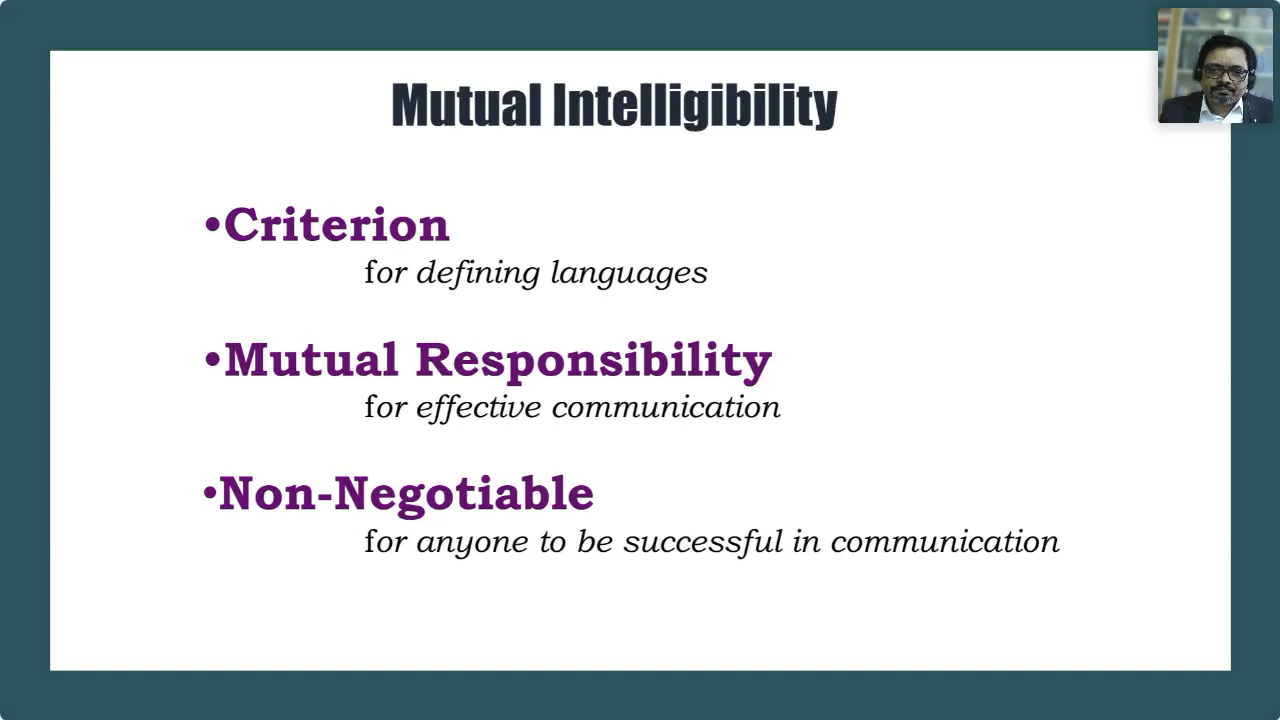 Mutual Intelligibility
•Criterion
for defining languages
•Mutual Responsibility
for effective communication
•Non-Negotiable
for anyone to be successful in communication